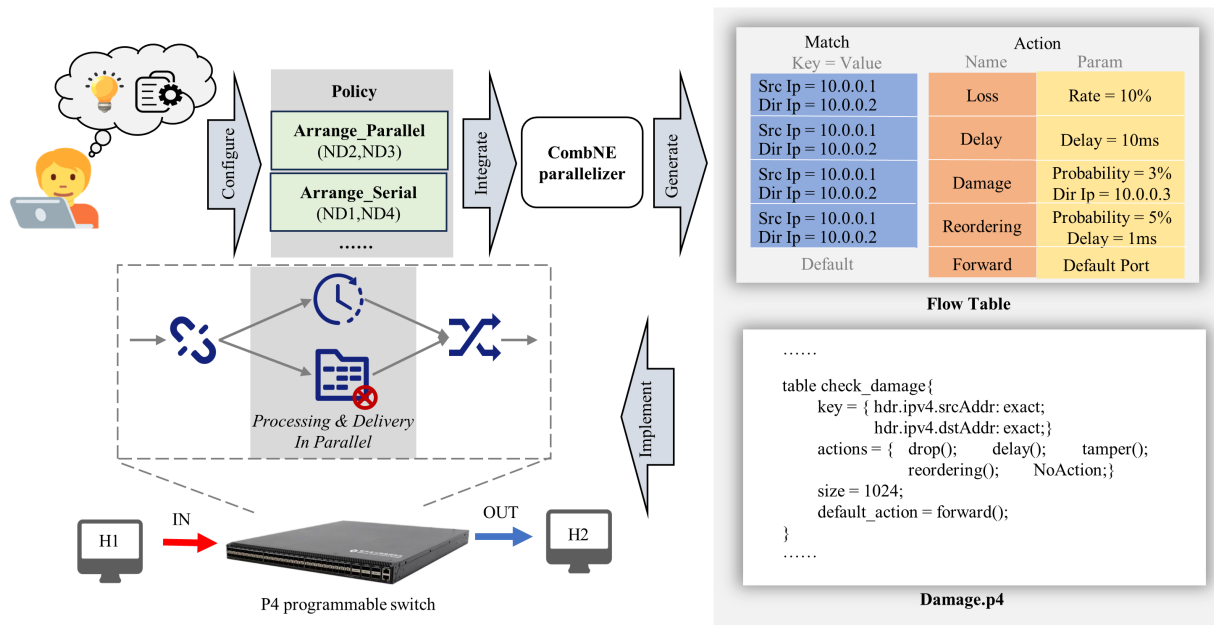 Configure
Policy
Arrange_Parallel
(ND2,ND3)
Arrange_Serial
(ND1,ND4)
......
Integrate
CombNE
parallelizer
Generate
Match
Action
Key = Value
Name
Param
Src Ip = 10.0.0.1
Dir Ip = 10.0.0.2
Loss
Rate = 10%
Src Ip = 10.0.0.1
Dir Ip = 10.0.0.2
Delay
Delay = 10ms
Src Ip = 10.0.0.1
Dir Ip = 10.0.0.2
Damage
Probability = 3%
Dir Ip = 10.0.0.3
Src Ip = 10.0.0.1
Dir Ip = 10.0.0.2
Reordering
Probability = 5%
Delay = 1ms
Default
Forward
Default Port
Flow Table
Processing & Delivery
In Parallel
Implement
H1
IN
OUT
H2
P4 programmable switch
......
table check_damage{
key = { hdr.ipv4.srcAddr: exact;
hdr.ipv4.dstAddr: exact;}
actions = { drop(); delay(); tamper();
reordering(); NoAction;}
size = 1024;
default_action = forward();
}
......
Damage.p4